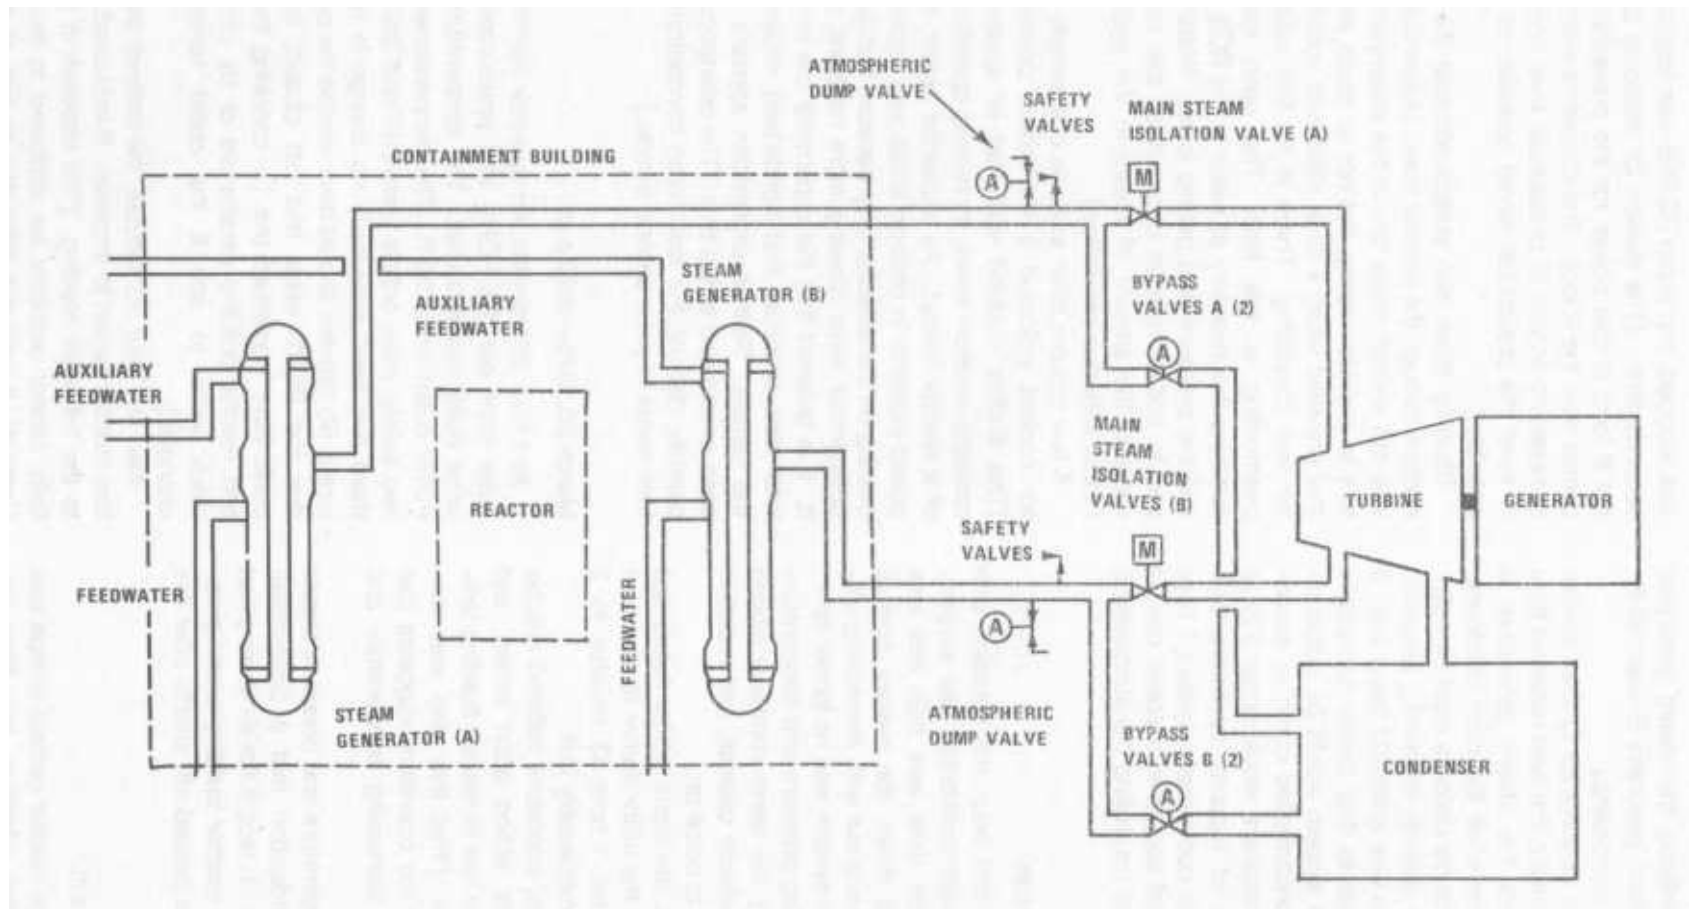 ATMOSPHERIC
DUMP VALVE
SAFETY
VALVES
MAIN STEAM
ISOLATION VALVE (A)
A
M
CONTAINMENT BUILDING
STEAM
GENERATOR (B)
BYPASS
VALVES A (2)
AUXILIARY
FEEDWATER
A
AUXILIARY
FEEDWATER
MAIN
STEAM
ISOLATION
VALVES (B)
TURBINE
GENERATOR
REACTOR
SAFETY
VALVES
M
FEEDWATER
FEEDWATER
A
STEAM
GENERATOR (A)
ATMOSPHERIC
DUMP VALVE
BYPASS
VALVES B (2)
CONDENSER
A